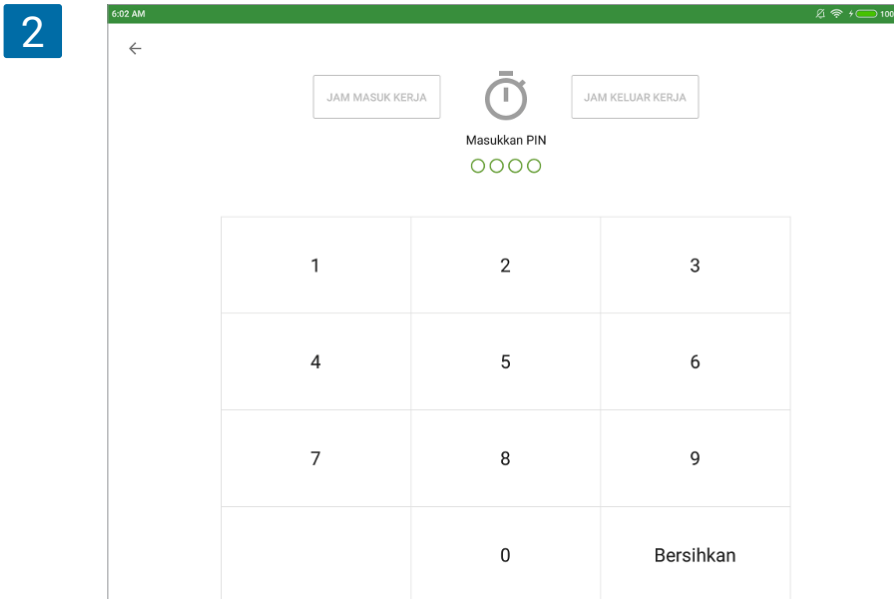 2
6:02 AM
100
JAM MASUK KERJA
JAM KELUAR KERJA
Masukkan PIN
1 2 3
4 5 6
7 8 9
0 Bersihkan